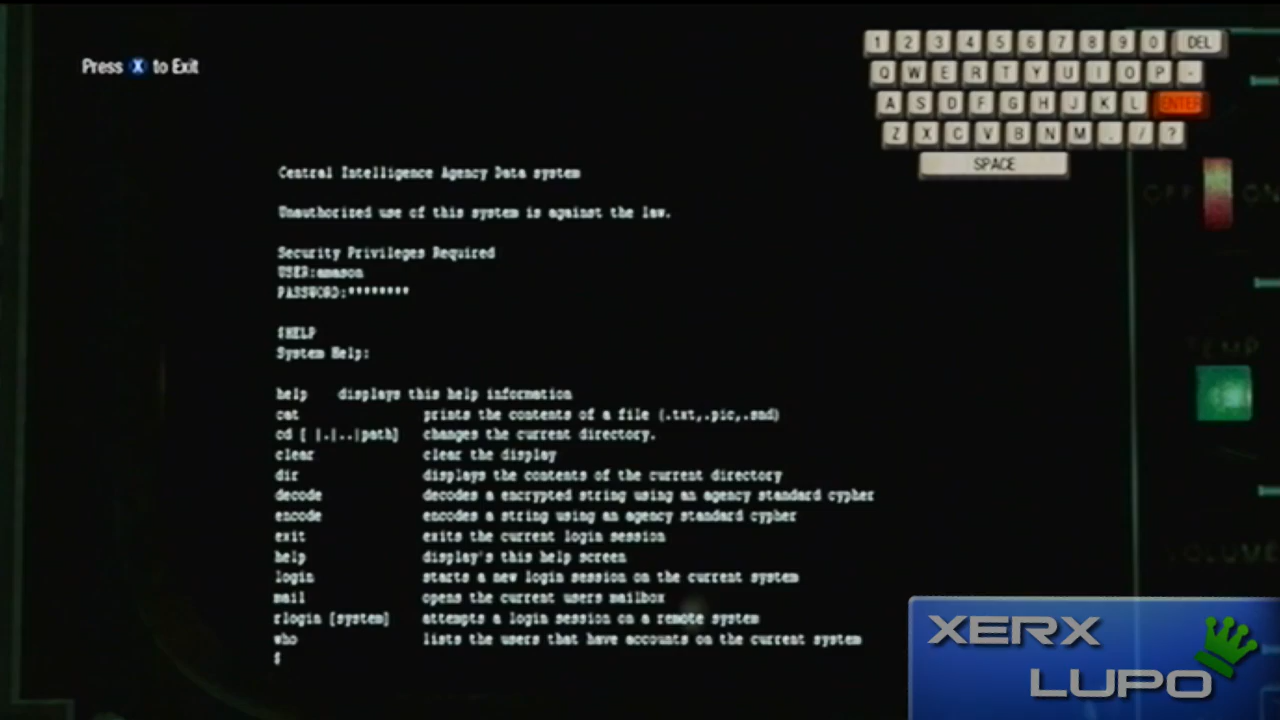 Press X to Exit
1 2 3 4 5 6 7 8 9 0 DEL
Q W E R T Y U I O P -
A S D F G H J K L ENTER
Z X C V B N M . / ?
SPACE
OFF ON
Central Intelligence Agency Data system
Unauthorized use of this system is against the law.
Security Privileges Required
USER:amason
PASSWORD:********
$HELP
System Help:
help displays this help information
cat prints the contents of a file (.txt,.pic,.snd)
cd [ |.|..|path] changes the current directory.
clear clear the display
dir displays the contents of the current directory
decode decodes a encrypted string using an agency standard cypher
encode encodes a string using an agency standard cypher
exit exits the current login session
help display's this help screen
login starts a new login session on the current system
mail opens the current users mailbox
rlogin [system] attempts a login session on a remote system
who lists the users that have accounts on the current system
$
TEMP
VOLUME
XERX
LUPO